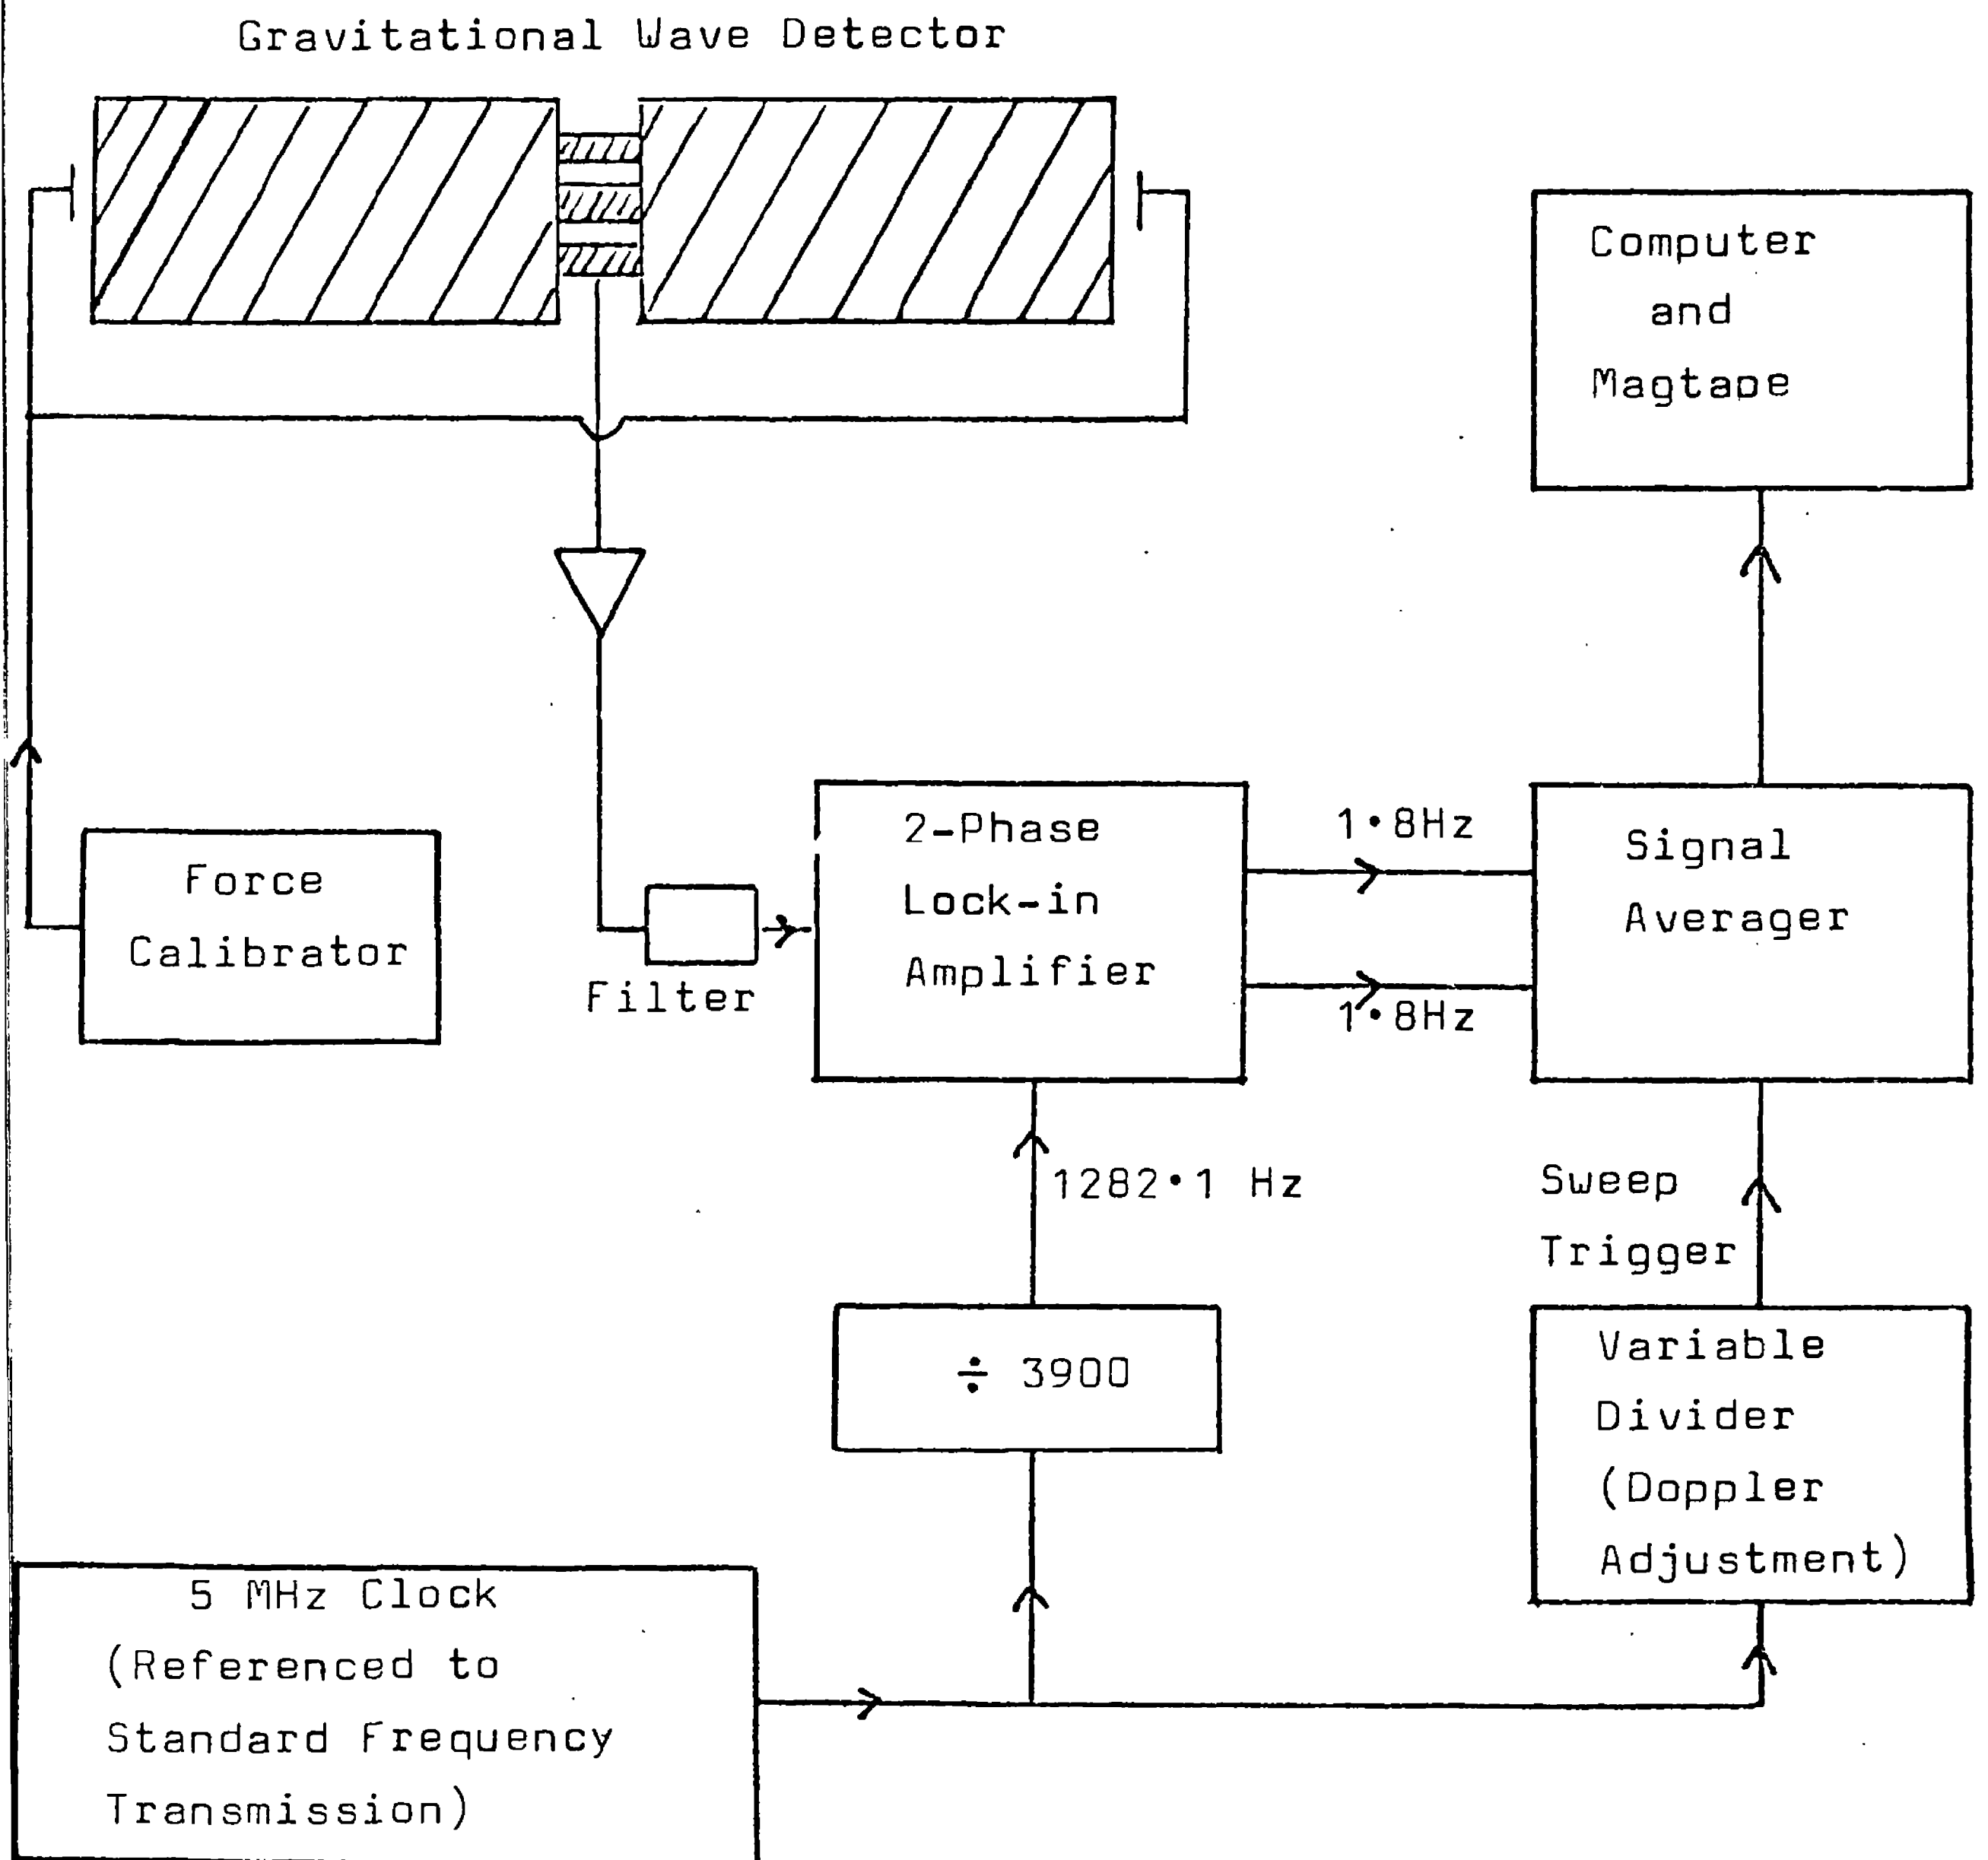 Gravitational Wave Detector
Computer
and
Magtape
Force
Calibrator
Filter
2-Phase
Lock-in
Amplifier
1·8Hz
1·8Hz
Signal
Averager
1282·1 Hz
Sweep
Trigger
÷ 3900
Variable
Divider
(Doppler
Adjustment)
5 MHz Clock
(Referenced to
Standard Frequency
Transmission)